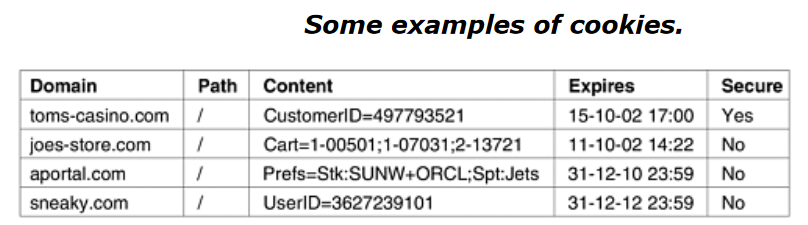 Some examples of cookies.
Domain Path Content Expires Secure
toms-casino.com / CustomerID=497793521 15-10-02 17:00 Yes
joes-store.com / Cart=1-00501;1-07031;2-13721 11-10-02 14:22 No
aportal.com / Prefs=Stk:SUNW+ORCL;Spt:Jets 31-12-10 23:59 No
sneaky.com / UserID=3627239101 31-12-12 23:59 No